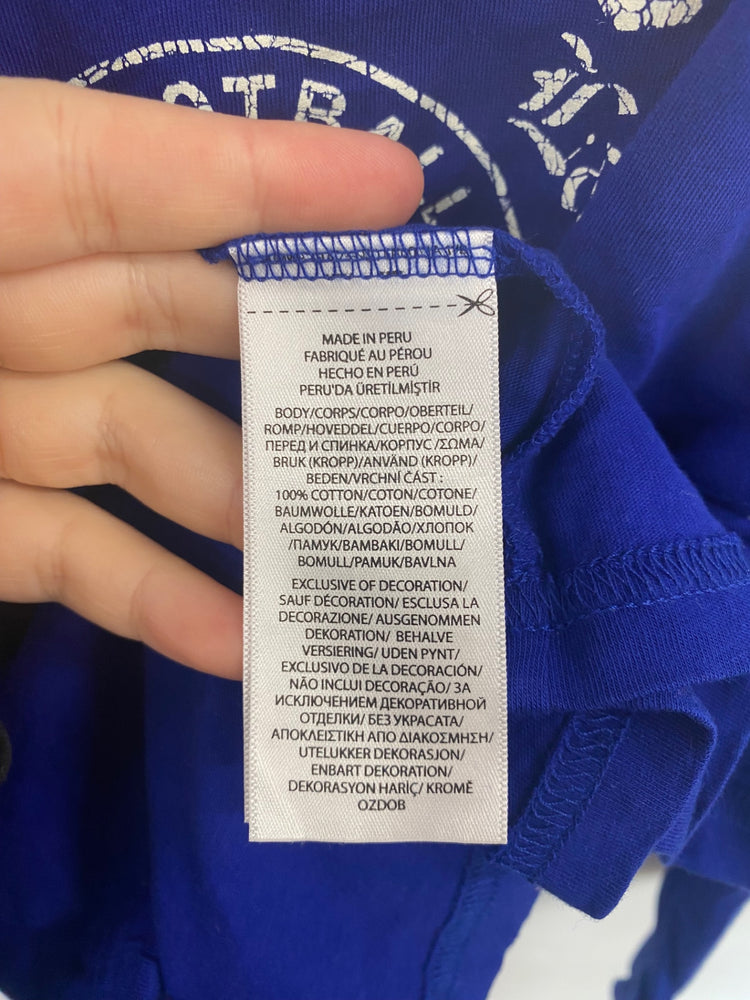 OTBALL
MADE IN PERU
FABRIQUÉ AU PÉROU
HECHO EN PERÚ
PERU'DA ÜRETİLMİŞTİR
BODY/CORPS/CORPO/OBERTEIL/
ROMP/HOVEDDEL/CUERPO/CORPO/
ПЕРЕД И СПИНКА/КОРПУС /ΣΩΜΑ/
BRUK (KROPP)/ANVÄND (KROPP)/
BEDEN/VRCHNÍ ČÁST :
100% COTTON/COTON/COTONE/
BAUMWOLLE/KATOEN/BOMULD/
ALGODÓN/ALGODÃO/ХЛОПОК
/ПАМУК/BAMBAKI/BOMULL/
BOMULL/PAMUK/BAVLNA
EXCLUSIVE OF DECORATION/
SAUF DÉCORATION/ ESCLUSA LA
DECORAZIONE/ AUSGENOMMEN
DEKORATION/ BEHALVE
VERSIERING/ UDEN PYNT/
EXCLUSIVO DE LA DECORACIÓN/
NÃO INCLUI DECORAÇÃO/ ЗА
ИСКЛЮЧЕНИЕМ ДЕКОРАТИВНОЙ
ОТДЕЛКИ/ БЕЗ УКРАСАТА/
ΑΠΟΚΛΕΙΣΤΙΚΗ ΑΠΟ ΔΙΑΚΟΣΜΗΣΗ/
UTELUKKER DEKORASJON/
ENBART DEKORATION/
DEKORASYON HARİÇ/ KROMĚ
OZDOB